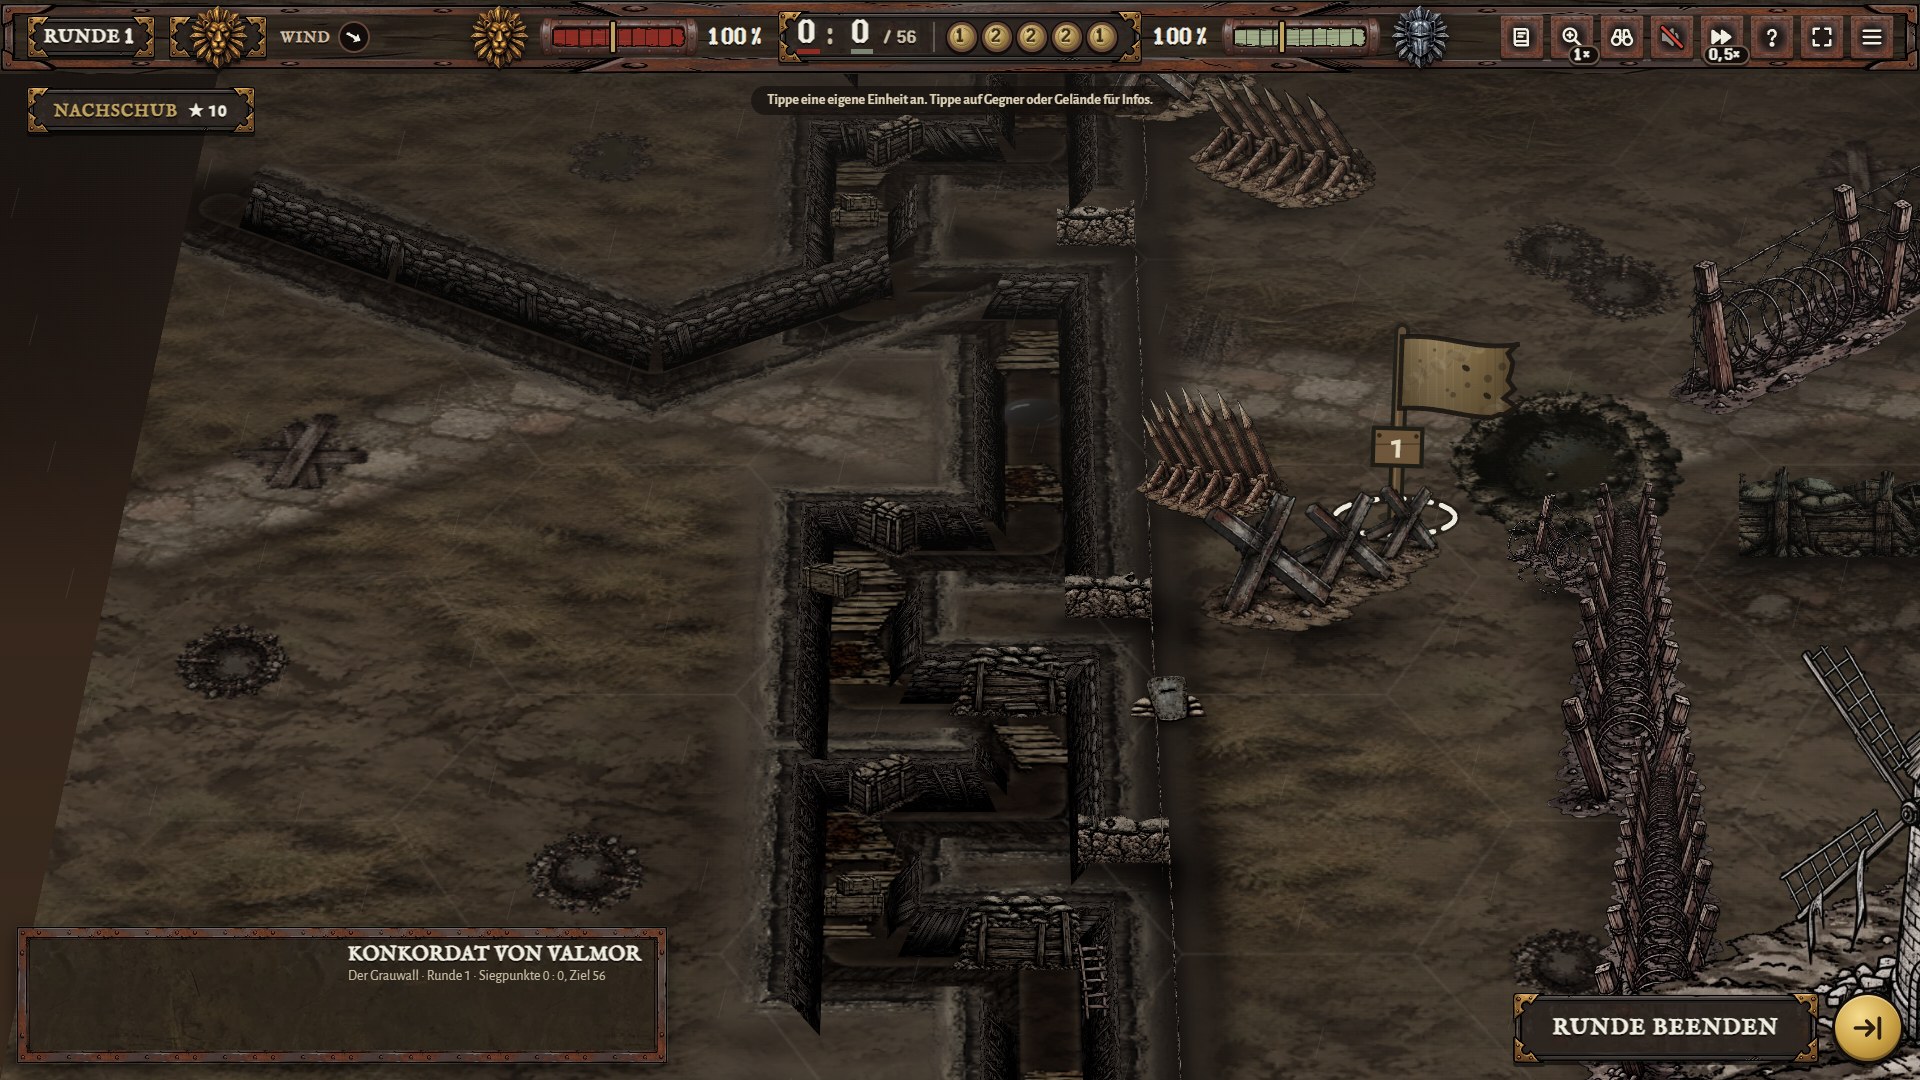 RUNDE 1
WIND
100 %
0 : 0 / 56
1 2 2 2 1
100 %
1×
0,5×
?
NACHSCHUB ★ 10
Tippe eine eigene Einheit an. Tippe auf Gegner oder Gelände für Infos.
1
KONKORDAT VON VALMOR
Der Grauwall · Runde 1 · Siegpunkte 0 : 0, Ziel 56
RUNDE BEENDEN